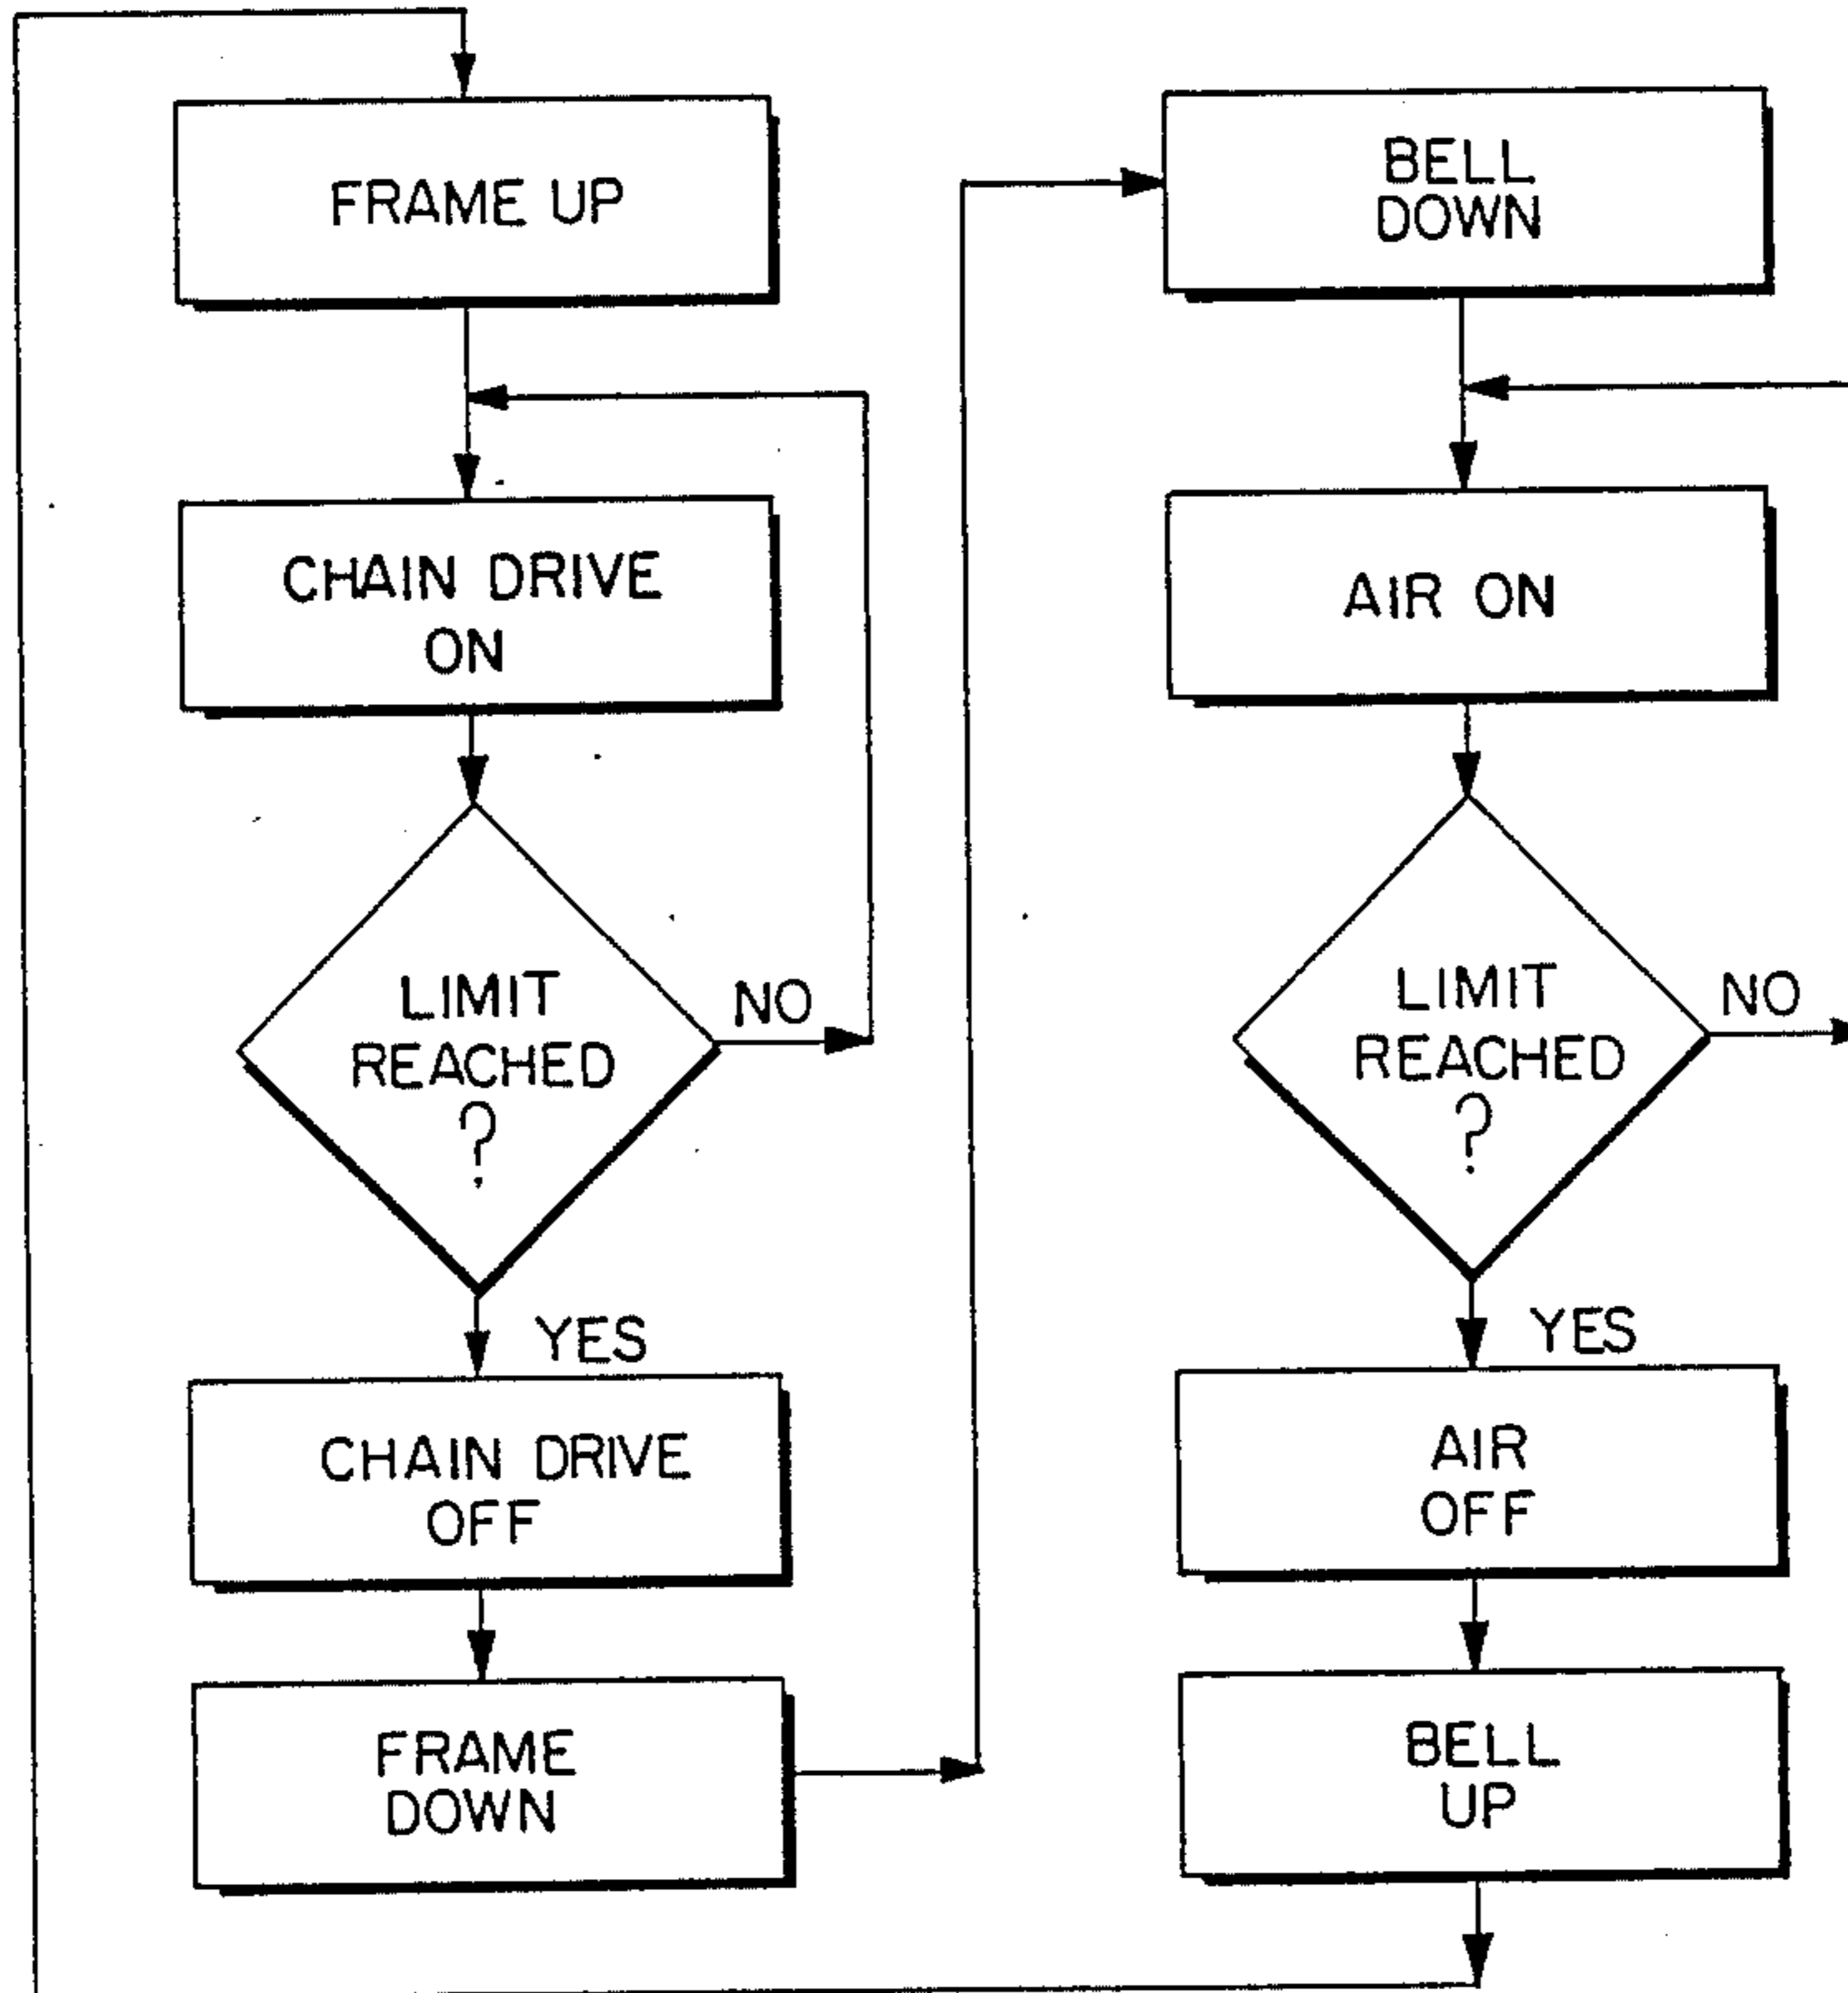 FRAME UP
CHAIN DRIVE
ON
LIMIT
REACHED
?
NO
YES
CHAIN DRIVE
OFF
FRAME
DOWN
BELL
DOWN
AIR ON
LIMIT
REACHED
?
NO
YES
AIR
OFF
BELL
UP